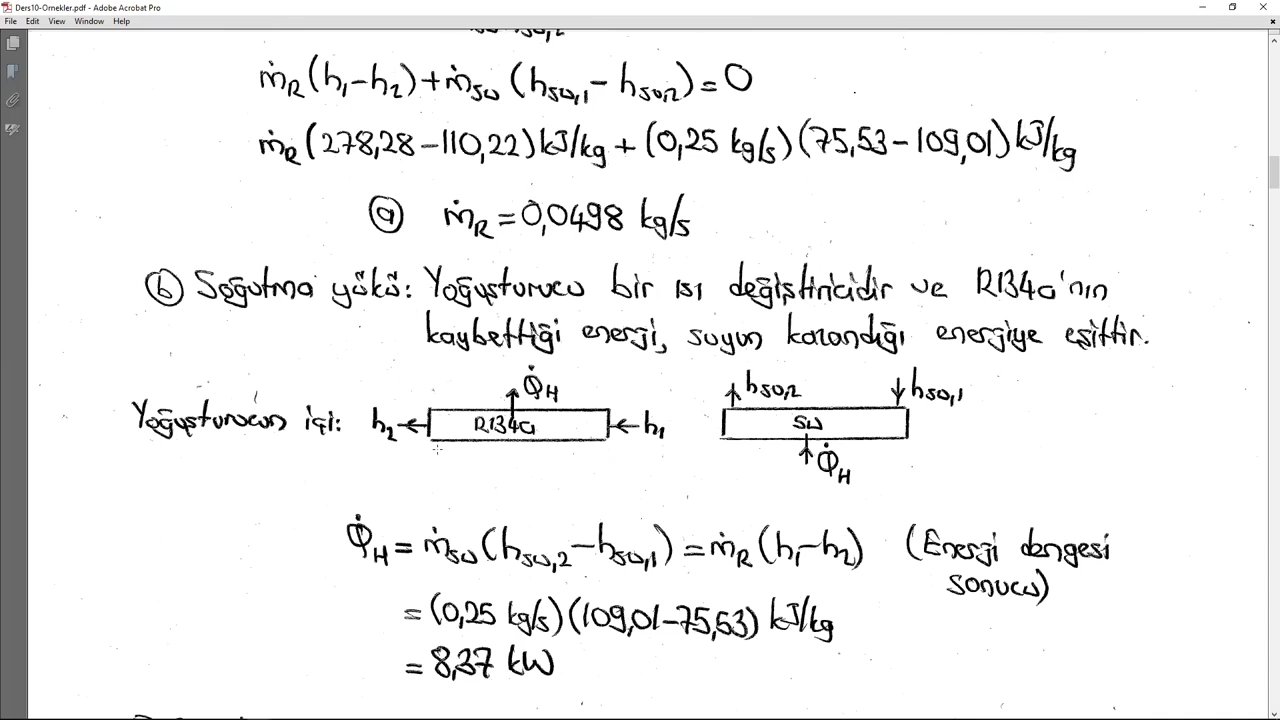 Ders10-Ornekler.pdf - Adobe Acrobat Pro
File Edit View Window Help
ṁR(h1-h2)+ṁsu (hsu,1-hsu,2)=0
ṁR(278,28-110,22)kJ/kg+(0,25 kg/s)(75,53-109,01)kJ/kg
ⓐ ṁR=0,0498 kg/s
ⓑ Soğutma yükü: Yoğuşturucu bir ısı değiştiricidir ve R134a'nın
kaybettiği enerji, suyun kazandığı enerjiye eşittir.
Yoğuşturucun içi: h2 ← R134a ← h1 Q̇H ↑ hsu,2 ↑ su ↓ hsu,1 ↑ Q̇H
Q̇H = ṁsu(hsu,2-hsu,1)=ṁR(h1-h2) (Enerji dengesi
sonucu)
=(0,25 kg/s)(109,01-75,53) kJ/kg
= 8,37 kW